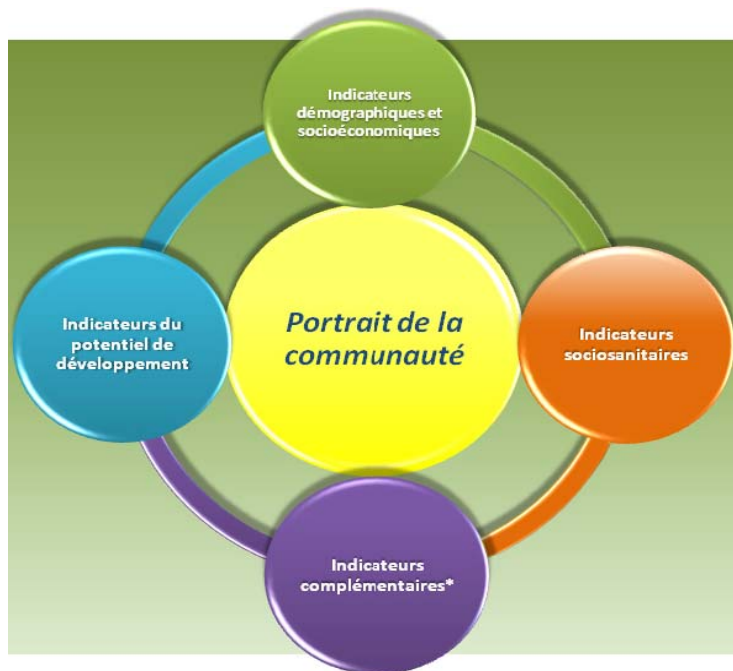 Indicateurs
démographiques et
socioéconomiques
Indicateurs du
potentiel de
développement
Portrait de la
communauté
Indicateurs
sociosanitaires
Indicateurs
complémentaires*